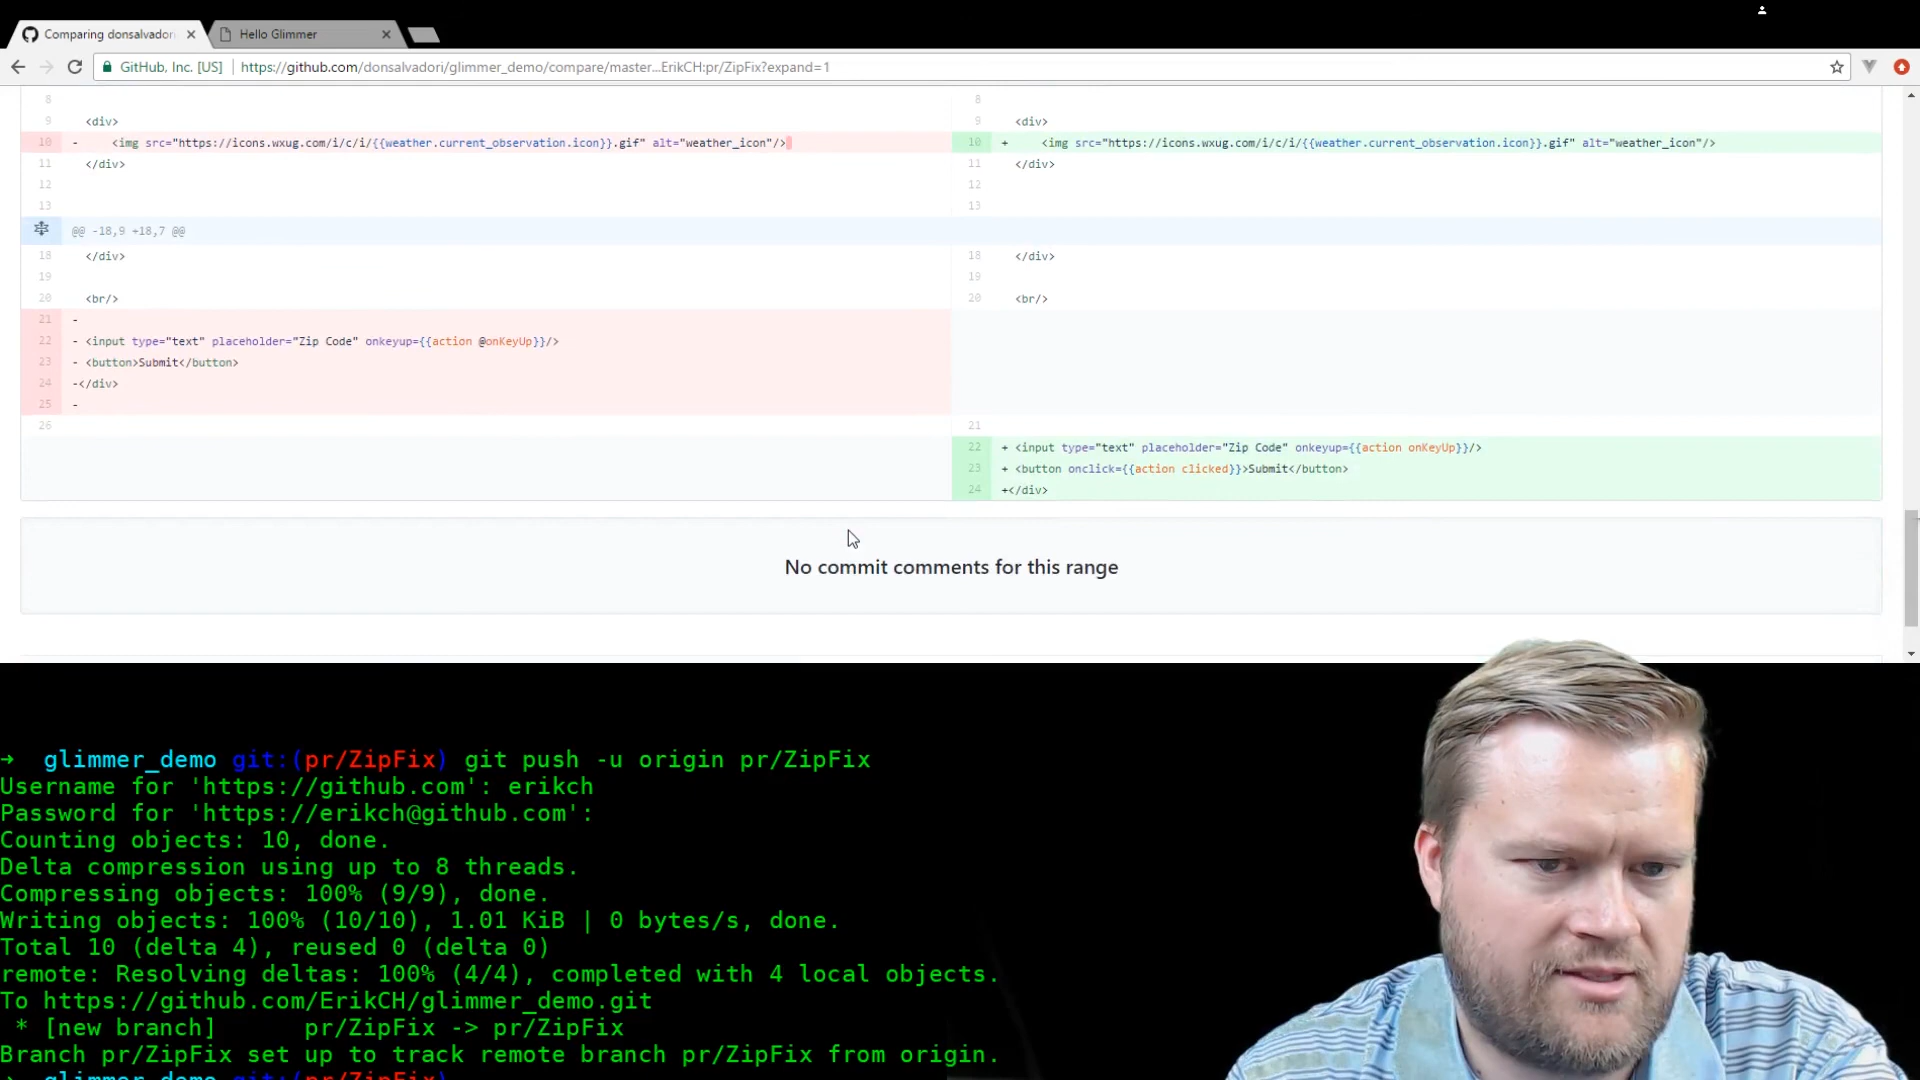 Comparing donsalvadori
Hello Glimmer
GitHub, Inc. [US] https://github.com/donsalvadori/glimmer_demo/compare/master...ErikCH:pr/ZipFix?expand=1
8 8
9 <div> 9 <div>
10 - <img src="https://icons.wxug.com/i/c/i/{{weather.current_observation.icon}}.gif" alt="weather_icon"/> 10 + <img src="https://icons.wxug.com/i/c/i/{{weather.current_observation.icon}}.gif" alt="weather_icon"/>
11 </div> 11 </div>
12 12
13 13
@@ -18,9 +18,7 @@
18 </div> 18 </div>
19 19
20 <br/> 20 <br/>
21 -
22 - <input type="text" placeholder="Zip Code" onkeyup={{action @onKeyUp}}/>
23 - <button>Submit</button>
24 -</div>
25 -
26 21
22 + <input type="text" placeholder="Zip Code" onkeyup={{action onKeyUp}}/>
23 + <button onclick={{action clicked}}>Submit</button>
24 +</div>
No commit comments for this range
➜ glimmer_demo git:(pr/ZipFix) git push -u origin pr/ZipFix
Username for 'https://github.com': erikch
Password for 'https://erikch@github.com':
Counting objects: 10, done.
Delta compression using up to 8 threads.
Compressing objects: 100% (9/9), done.
Writing objects: 100% (10/10), 1.01 KiB | 0 bytes/s, done.
Total 10 (delta 4), reused 0 (delta 0)
remote: Resolving deltas: 100% (4/4), completed with 4 local objects.
To https://github.com/ErikCH/glimmer_demo.git
* [new branch] pr/ZipFix -> pr/ZipFix
Branch pr/ZipFix set up to track remote branch pr/ZipFix from origin.
➜ glimmer_demo git:(pr/ZipFix)